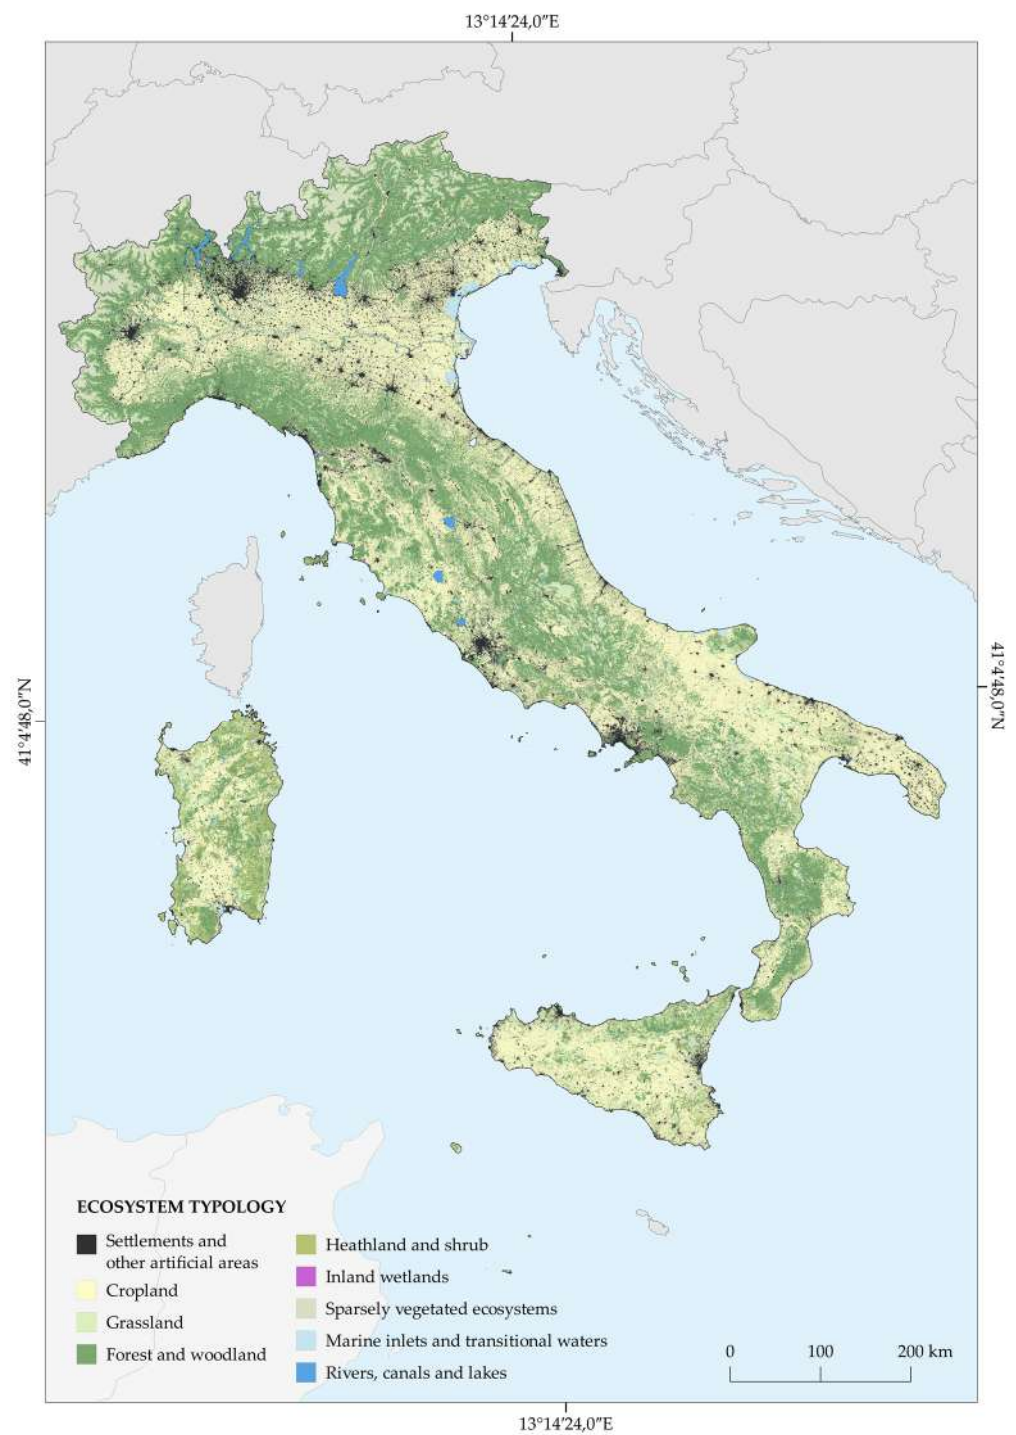 13°14′24,0″E
41°4′48,0″N
41°4′48,0″N
ECOSYSTEM TYPOLOGY
Settlements and
other artificial areas
Cropland
Grassland
Forest and woodland
Heathland and shrub
Inland wetlands
Sparsely vegetated ecosystems
Marine inlets and transitional waters
Rivers, canals and lakes
0 100 200 km
13°14′24,0″E